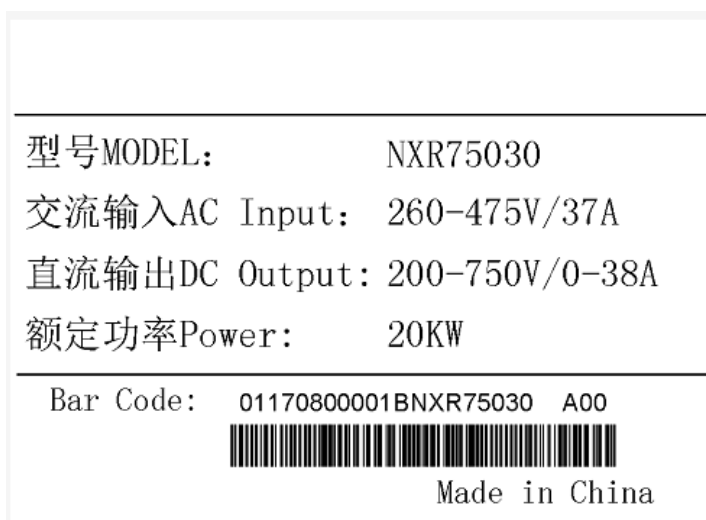 型号MODEL： NXR75030
交流输入AC Input： 260-475V/37A
直流输出DC Output: 200-750V/0-38A
额定功率Power: 20KW
Bar Code: 01170800001BNXR75030 A00
Made in China